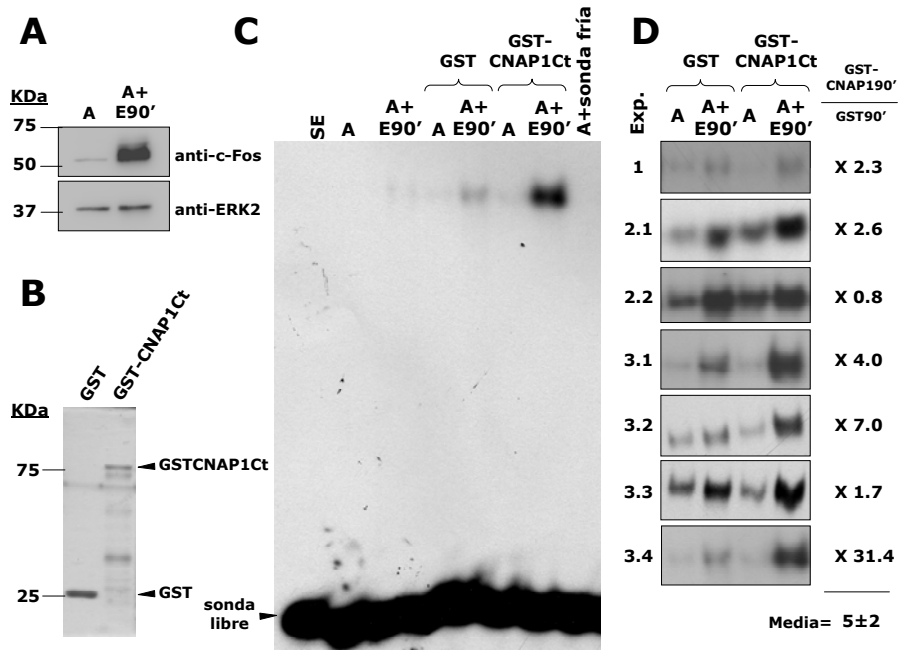 A
KDa
A
A+
E90’
75
50
anti-c-Fos
37
anti-ERK2
B
KDa
GST
GST-CNAP1Ct
75
GSTCNAP1Ct
25
GST
C
SE
A
A+
E90’
GST
A
A+
E90’
GST-
CNAP1Ct
A
A+
E90’
A+sonda fría
sonda
libre
D
Exp.
GST
A
A+
E90’
GST-
CNAP1Ct
A
A+
E90’
GST-
CNAP190’
GST90’
1
X 2.3
2.1
X 2.6
2.2
X 0.8
3.1
X 4.0
3.2
X 7.0
3.3
X 1.7
3.4
X 31.4
Media= 5±2